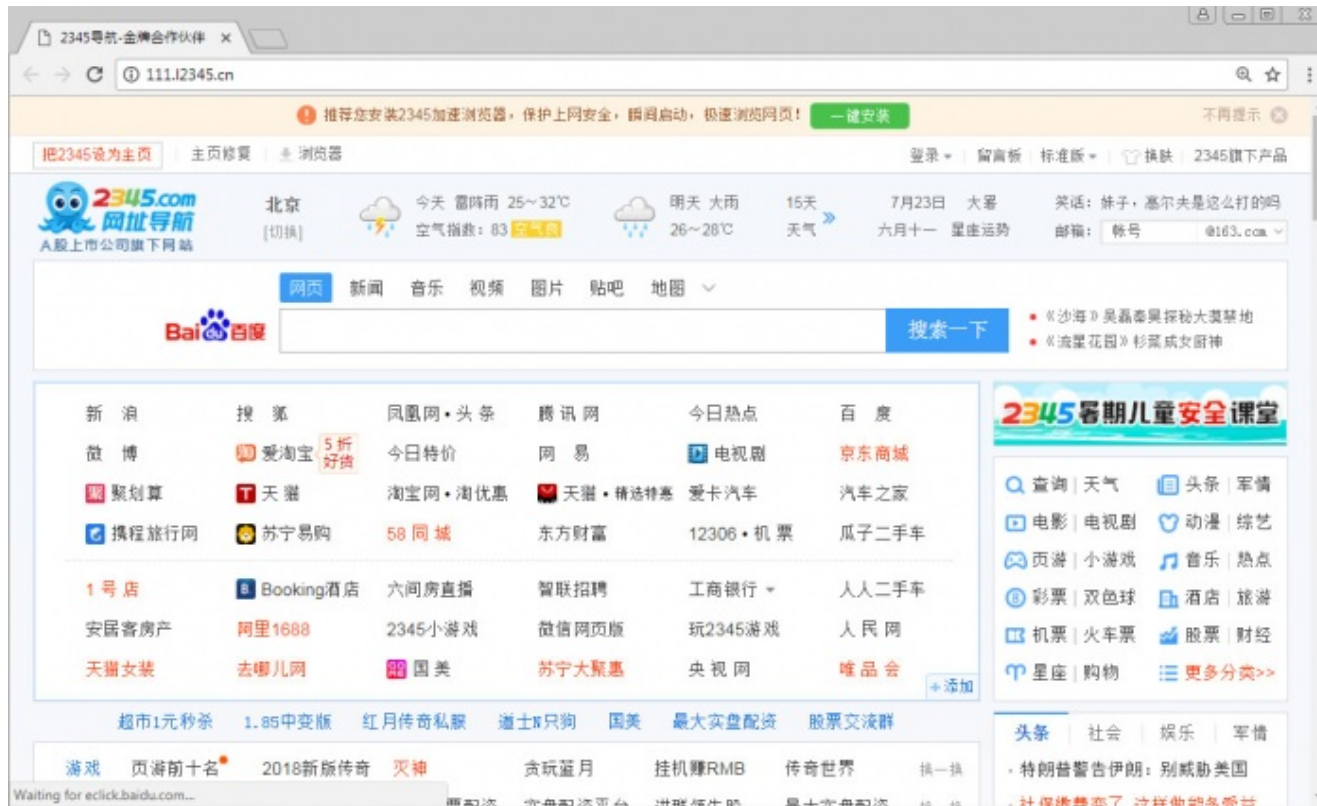 2345导航-金牌合作伙伴
111.l2345.cn
推荐您安装2345加速浏览器，保护上网安全，瞬间启动，极速浏览网页！ 一键安装 不再提示
把2345设为主页 主页修复 浏览器 登录 留言板 标准版 换肤 2345旗下产品
2345.com
网址导航
A股上市公司旗下网站
北京 今天 雷阵雨 25～32℃ 明天 大雨 15天 7月23日 大暑 笑话：妹子，高尔夫是这么打的吗
[切换] 空气指数：83 空气良 26～28℃ 天气 六月十一 星座运势 邮箱： 帐号 @163.com
网页 新闻 音乐 视频 图片 贴吧 地图
Bai du 百度 搜索一下
《沙海》吴磊秦昊探秘大漠禁地
《流星花园》杉菜成女厨神
新 浪 搜 狐 凤凰网•头条 腾讯网 今日热点 百 度
微 博 爱淘宝 5折好货 今日特价 网 易 电视剧 京东商城
聚划算 天 猫 淘宝网•淘优惠 天猫•精选特惠 爱卡汽车 汽车之家
携程旅行网 苏宁易购 58同城 东方财富 12306•机票 瓜子二手车
1号店 Booking酒店 六间房直播 智联招聘 工商银行 人人二手车
安居客房产 阿里1688 2345小游戏 微信网页版 玩2345游戏 人民网
天猫女装 去哪儿网 国美 苏宁大聚惠 央视网 唯品会
+添加
2345暑期儿童安全课堂
查询 天气 头条 军情
电影 电视剧 动漫 综艺
页游 小游戏 音乐 热点
彩票 双色球 酒店 旅游
机票 火车票 股票 财经
星座 购物 更多分类>>
超市1元秒杀 1.85中变版 红月传奇私服 道士N只狗 国美 最大实盘配资 股票交流群
头条 社会 娱乐 军情
游戏 页游前十名 2018新版传奇 灭神 贪玩蓝月 挂机赚RMB 传奇世界 换一换
特朗普警告伊朗：别威胁美国
Waiting for eclick.baidu.com...